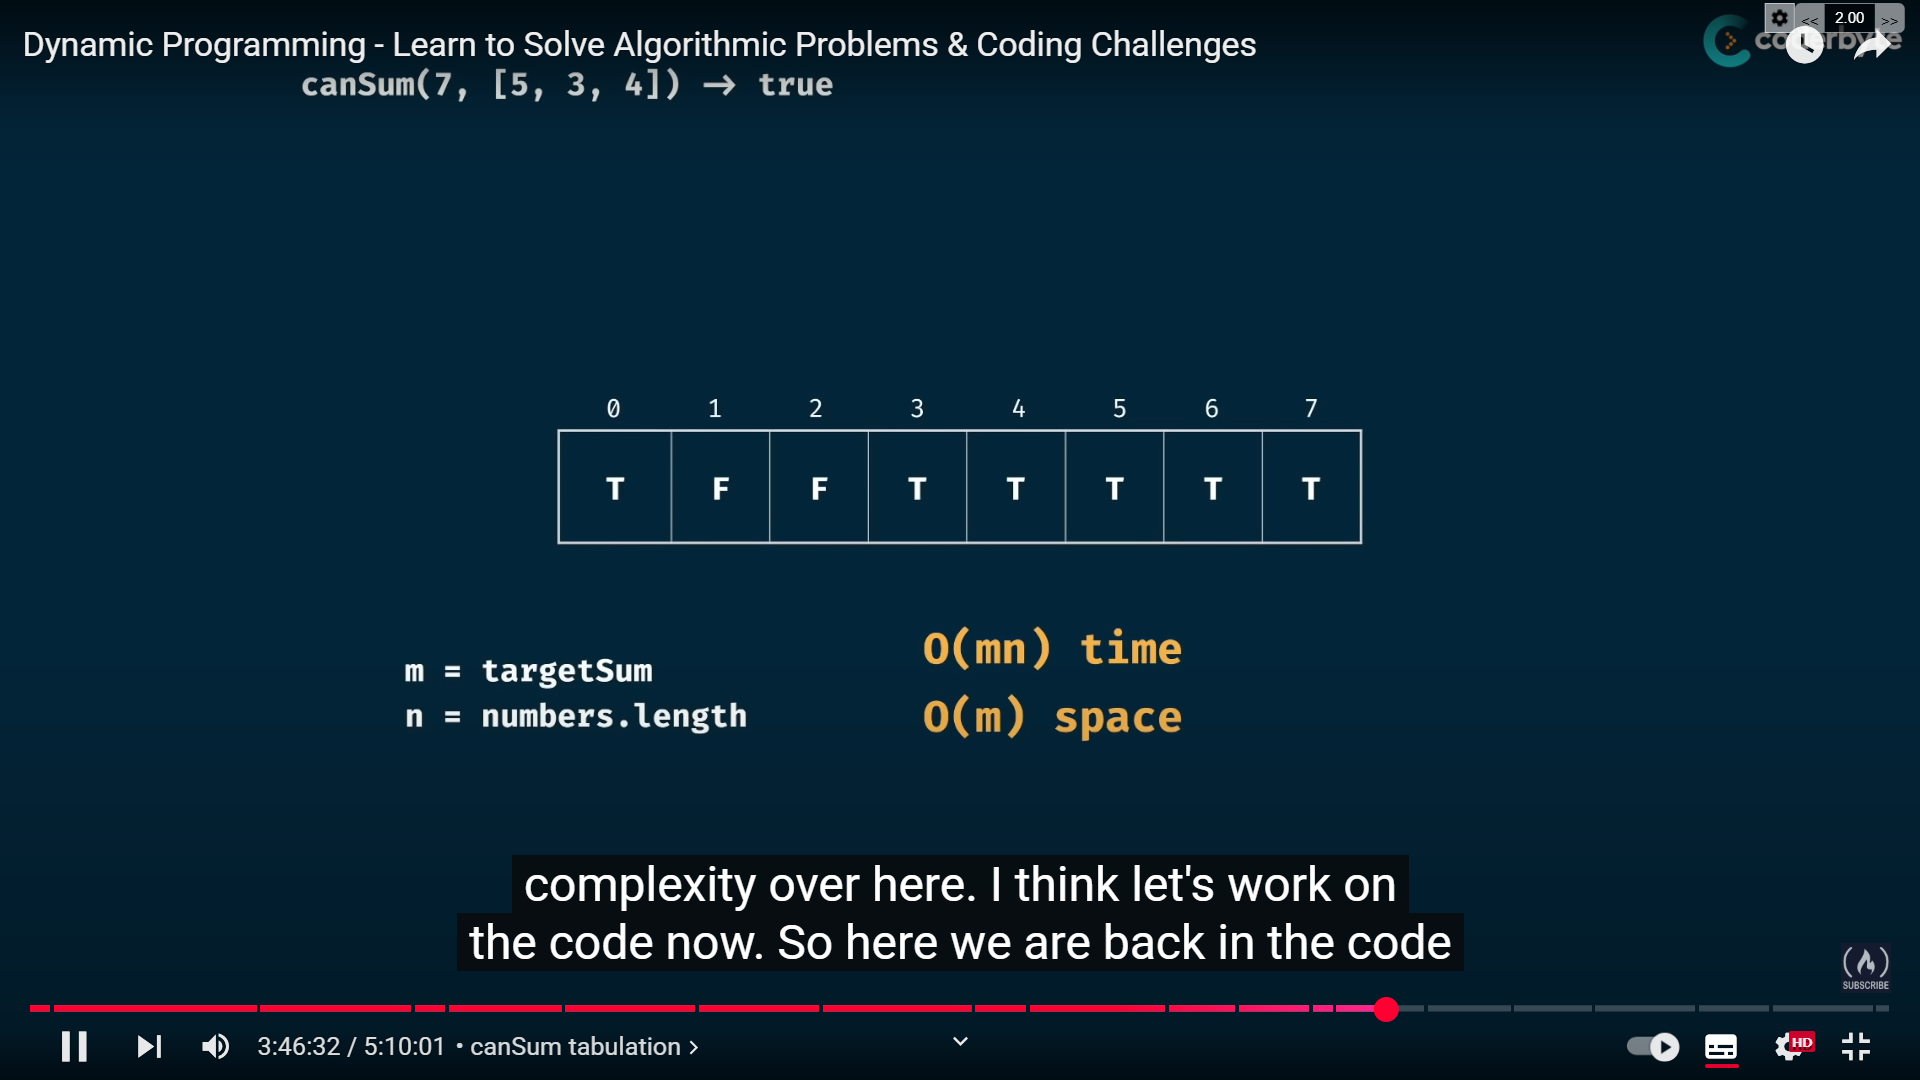 Dynamic Programming - Learn to Solve Algorithmic Problems & Coding Challenges
<< 2.00 >>
canSum(7, [5, 3, 4]) → true
0 1 2 3 4 5 6 7
T F F T T T T T
m = targetSum
n = numbers.length
O(mn) time
O(m) space
complexity over here. I think let's work on
the code now. So here we are back in the code
SUBSCRIBE
3:46:32 / 5:10:01 • canSum tabulation >
HD